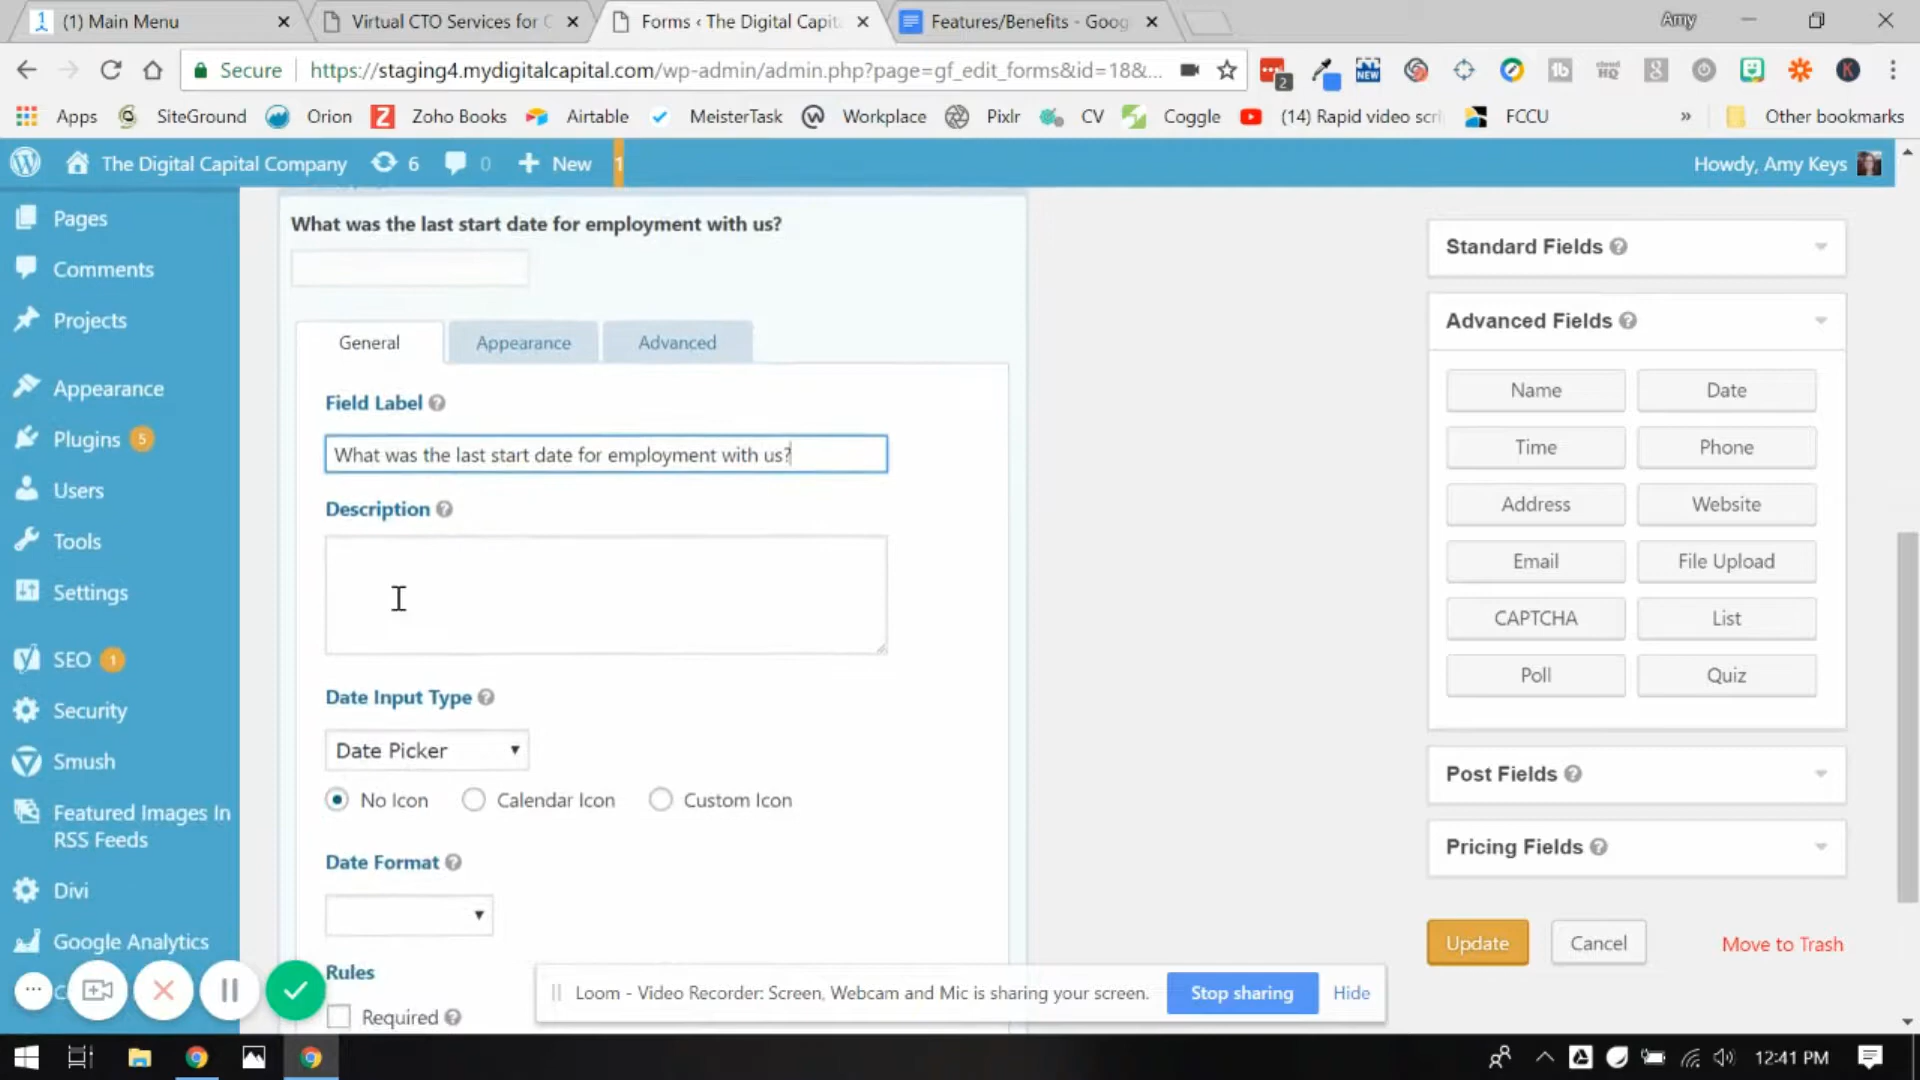 (1) Main Menu
Virtual CTO Services for C
Forms ‹ The Digital Capita
Features/Benefits - Goog
Amy
Secure
https://staging4.mydigitalcapital.com/wp-admin/admin.php?page=gf_edit_forms&id=18&...
2
NEW
Apps
SiteGround
Orion
Zoho Books
Airtable
MeisterTask
Workplace
Pixlr
CV
Coggle
(14) Rapid video scri
FCCU
»
Other bookmarks
The Digital Capital Company
6
0
New
1
Howdy, Amy Keys
Pages
Comments
Projects
Appearance
Plugins 5
Users
Tools
Settings
SEO 1
Security
Smush
Featured Images In
RSS Feeds
Divi
Google Analytics
What was the last start date for employment with us?
General
Appearance
Advanced
Field Label
What was the last start date for employment with us?
Description
Date Input Type
Date Picker
No Icon
Calendar Icon
Custom Icon
Date Format
Rules
Required
Standard Fields
Advanced Fields
Name
Date
Time
Phone
Address
Website
Email
File Upload
CAPTCHA
List
Poll
Quiz
Post Fields
Pricing Fields
Update
Cancel
Move to Trash
Loom - Video Recorder: Screen, Webcam and Mic is sharing your screen.
Stop sharing
Hide
12:41 PM